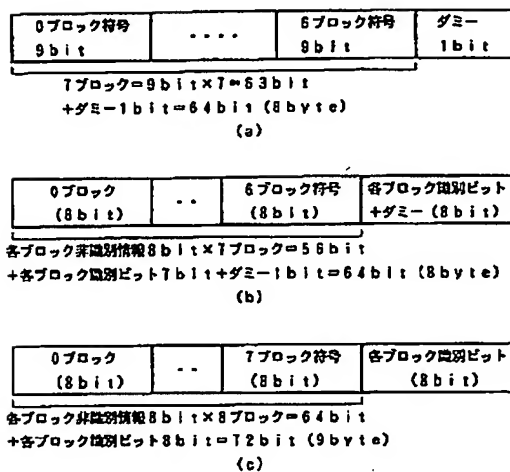 0ブロック符号
9bit
....
6ブロック符号
9bit
ダミー
1bit
7ブロック=9bit×7=63bit
+ダミー1bit=64bit(8byte)
(a)
0ブロック
(8bit)
..
6ブロック符号
(8bit)
各ブロック識別ビット
+ダミー(8bit)
各ブロック非識別情報8bit×7ブロック=56bit
+各ブロック識別ビット7bit+ダミー1bit=64bit(8byte)
(b)
0ブロック
(8bit)
--
7ブロック符号
(8bit)
各ブロック識別ビット
(8bit)
各ブロック非識別情報8bit×8ブロック=64bit
+各ブロック識別ビット8bit=72bit(9byte)
(c)